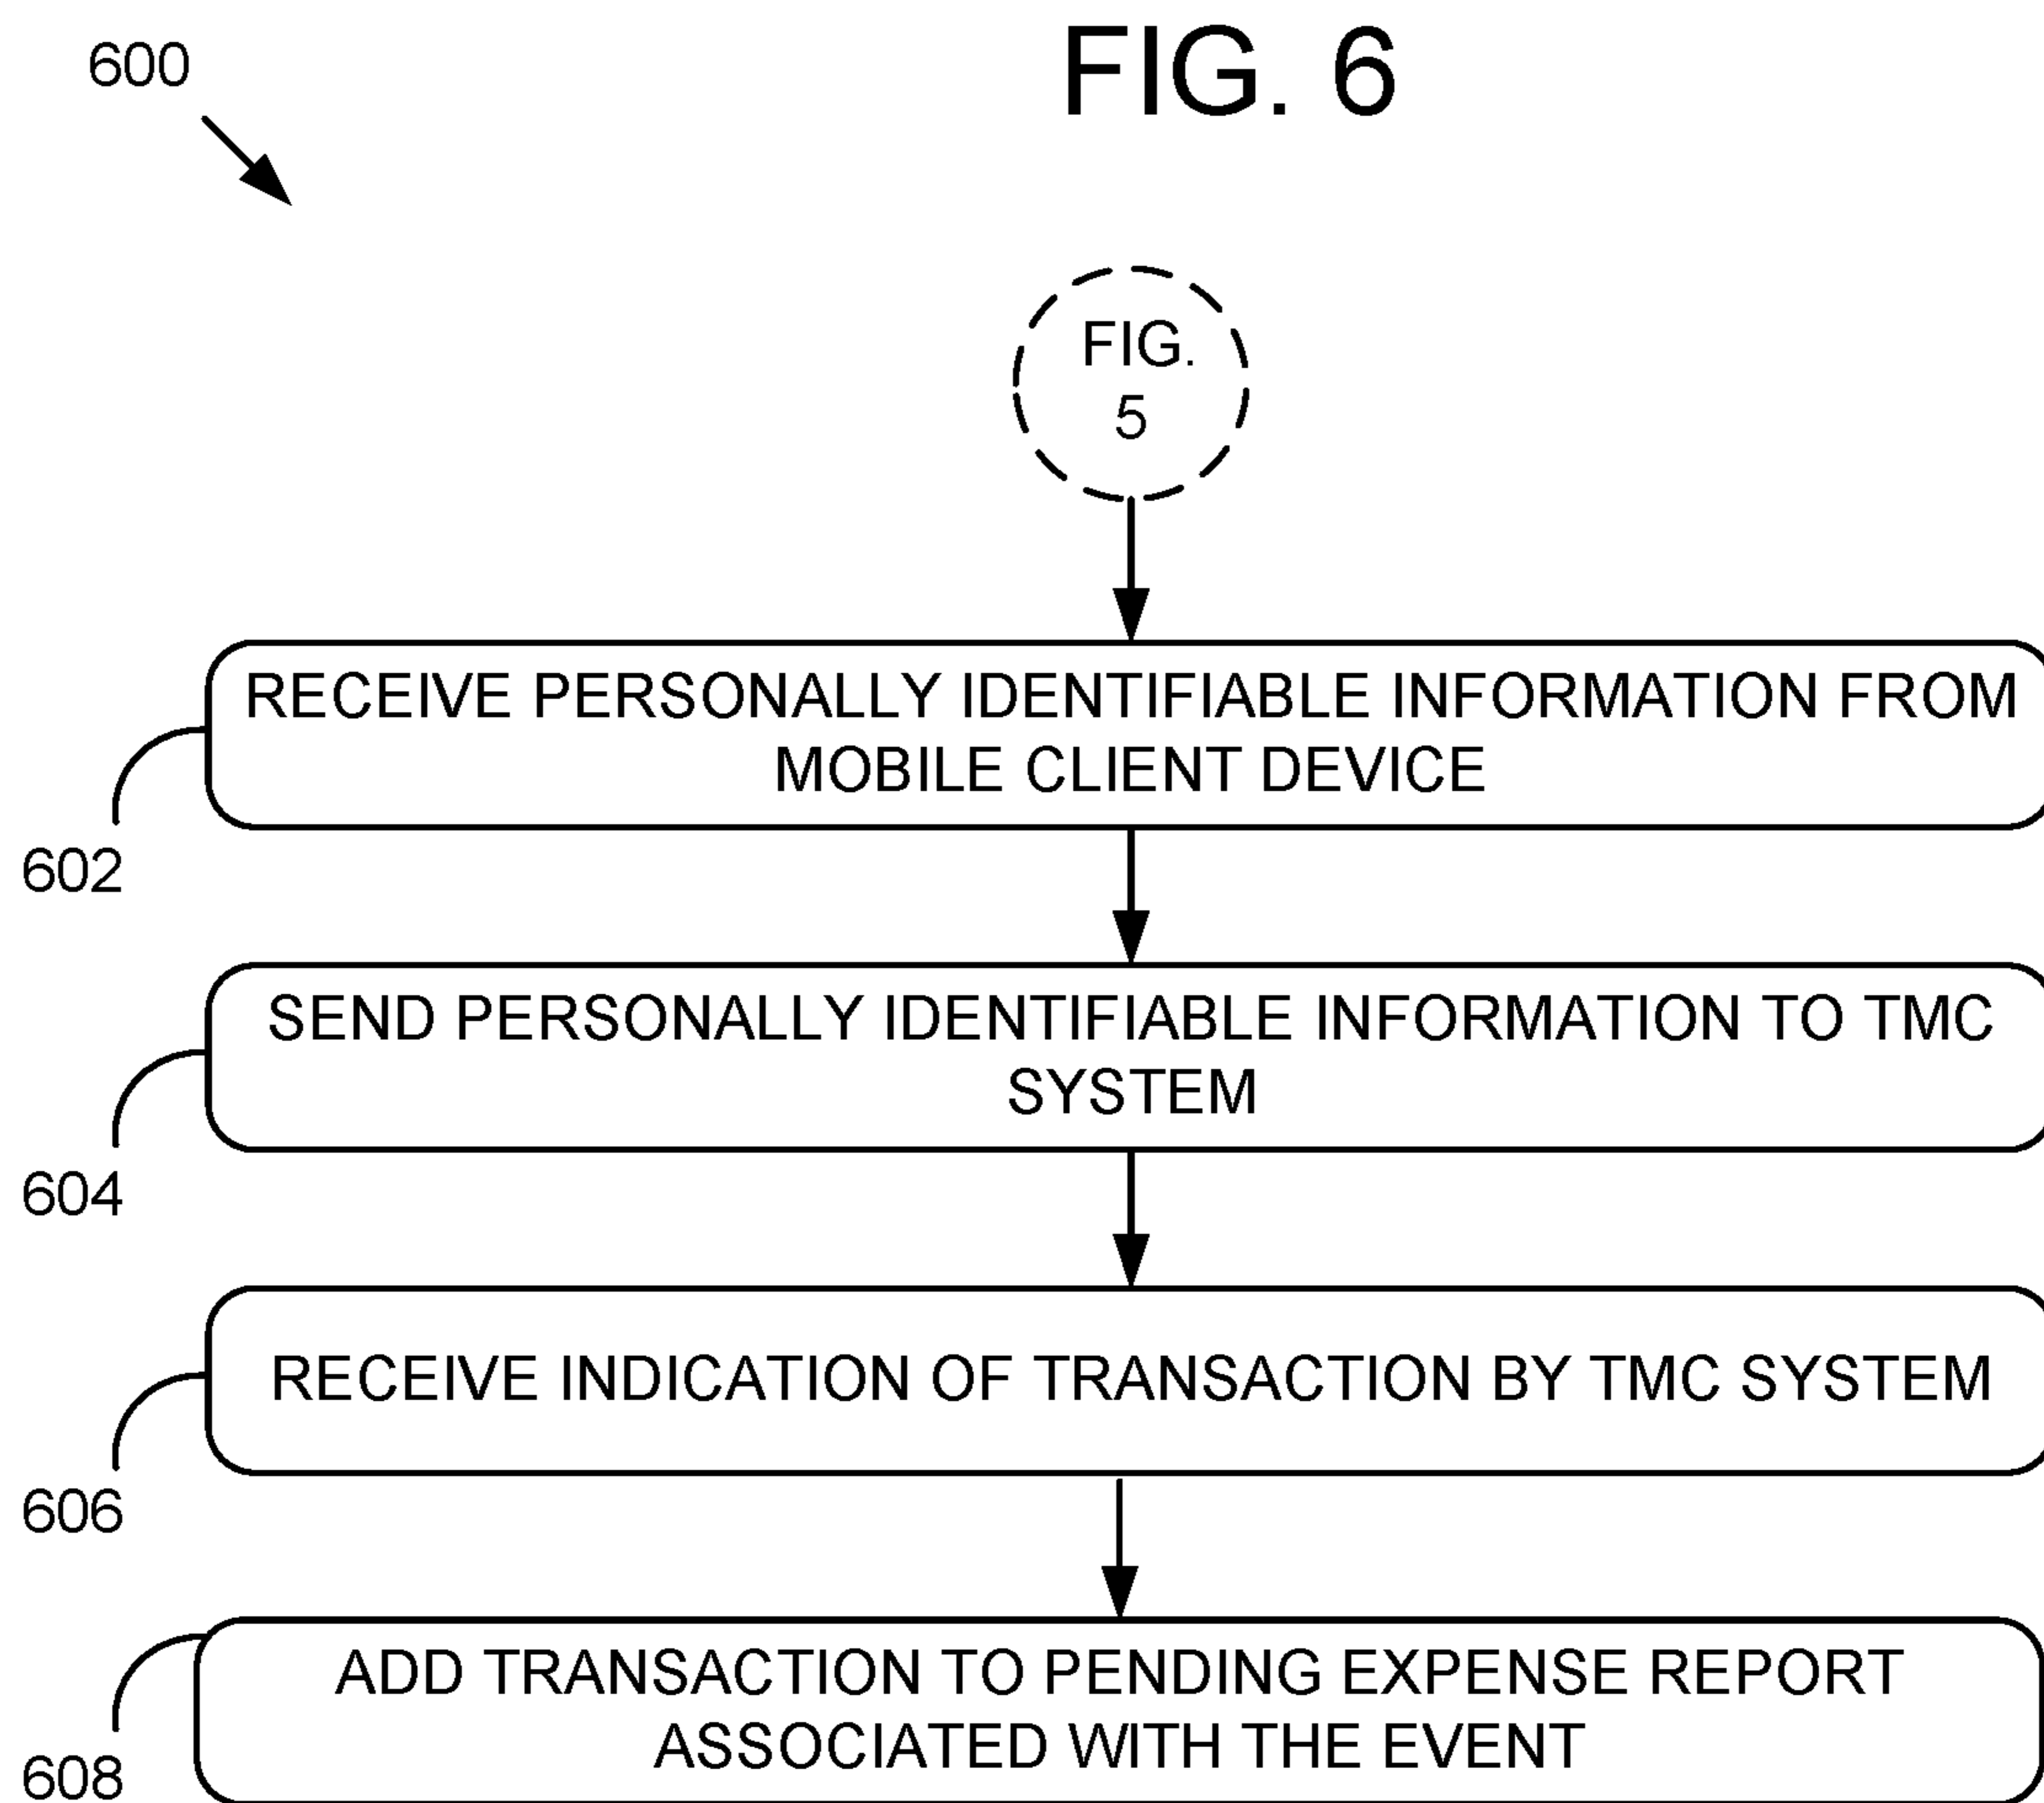 600
FIG. 6
FIG.
5
RECEIVE PERSONALLY IDENTIFIABLE INFORMATION FROM
MOBILE CLIENT DEVICE
602
SEND PERSONALLY IDENTIFIABLE INFORMATION TO TMC
SYSTEM
604
RECEIVE INDICATION OF TRANSACTION BY TMC SYSTEM
606
ADD TRANSACTION TO PENDING EXPENSE REPORT
ASSOCIATED WITH THE EVENT
608